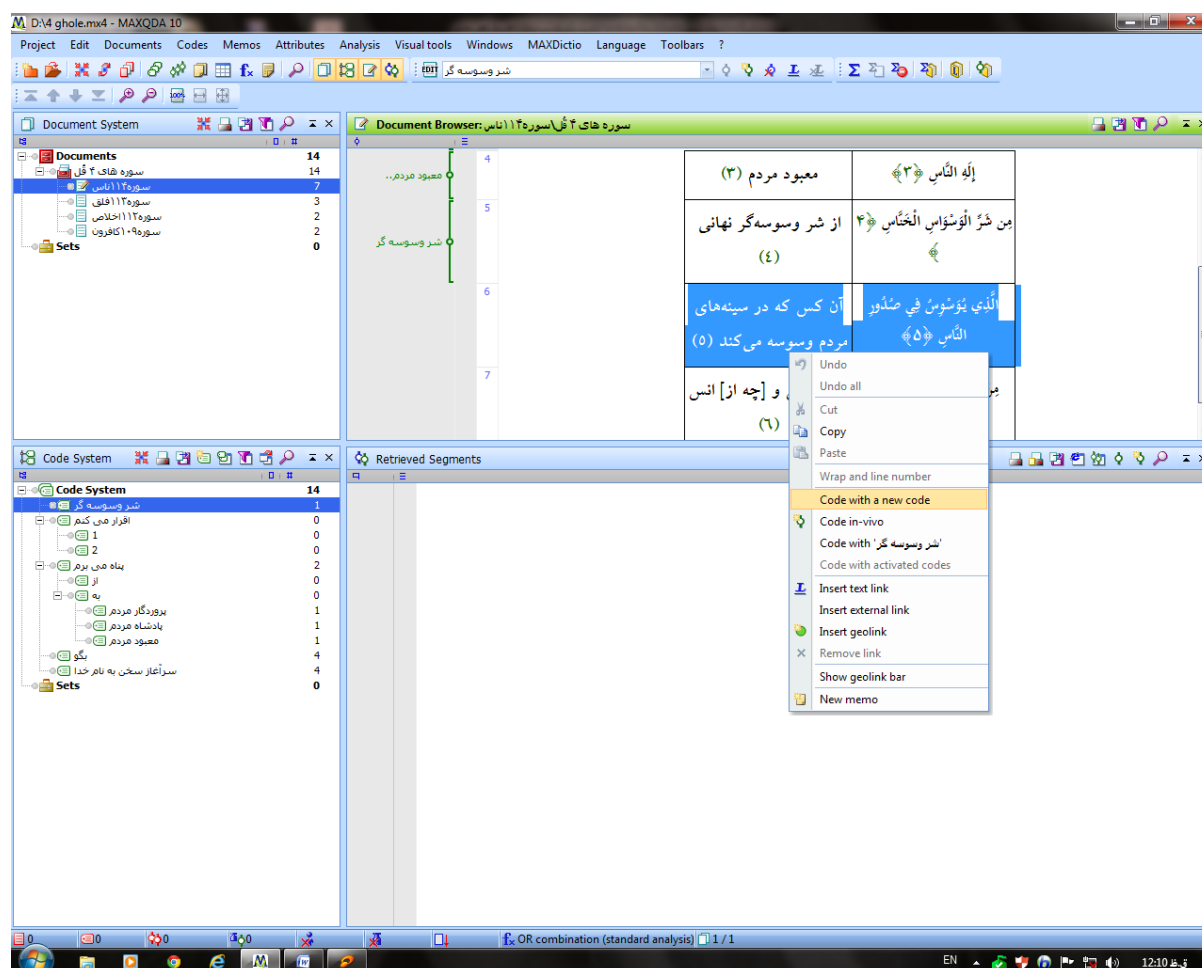 D:\4 ghole.mx4 - MAXQDA 10
Project Edit Documents Codes Memos Attributes Analysis Visual tools Windows MAXDictio Language Toolbars ?
EDIT شر وسوسه گر
100%
Document System
Documents 14
سوره های ۴ قُل 14
سوره۱۱۴ناس 7
سوره۱۱۳فلق 3
سوره۱۱۲اخلاص 2
سوره۱۰۹کافرون 2
Sets 0
Document Browser: سوره های ۴ قُل\سوره۱۱۴ناس
4
معبود مردم..
إِلَهِ النَّاسِ ﴿۳﴾
معبود مردم (۳)
5
شر وسوسه گر
مِن شَرِّ الْوَسْوَاسِ الْخَنَّاسِ ﴿۴
﴾
از شر وسوسه‌گر نهانی
(٤)
6
الَّذِي يُوَسْوِسُ فِي صُدُورِ
النَّاسِ ﴿۵﴾
آن کس که در سینه‌های
مردم وسوسه می‌کند (٥)
7
و [چه از] انس
(٦)
Undo
Undo all
Cut
Copy
Paste
Wrap and line number
Code with a new code
Code in-vivo
Code with 'شر وسوسه گر'
Code with activated codes
Insert text link
Insert external link
Insert geolink
Remove link
Show geolink bar
New memo
Code System
Code System 14
شر وسوسه گر 1
اقرار می کنم 0
1 0
2 0
پناه می برم 2
از 0
به 0
پروردگار مردم 1
پادشاه مردم 1
معبود مردم 1
بگو 4
سرآغاز سخن به نام خدا 4
Sets 0
Retrieved Segments
0 0 0 0 OR combination (standard analysis) 1 / 1
EN 12:10 ق.ظ